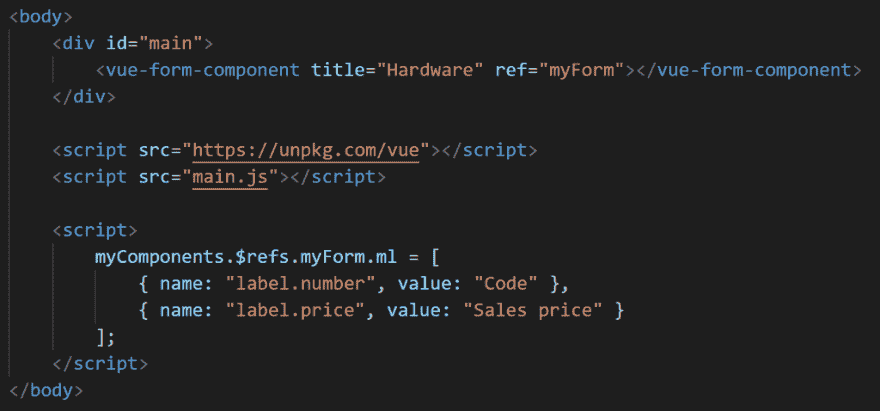 <body>
<div id="main">
<vue-form-component title="Hardware" ref="myForm"></vue-form-component>
</div>
<script src="https://unpkg.com/vue"></script>
<script src="main.js"></script>
<script>
myComponents.$refs.myForm.ml = [
{ name: "label.number", value: "Code" },
{ name: "label.price", value: "Sales price" }
];
</script>
</body>